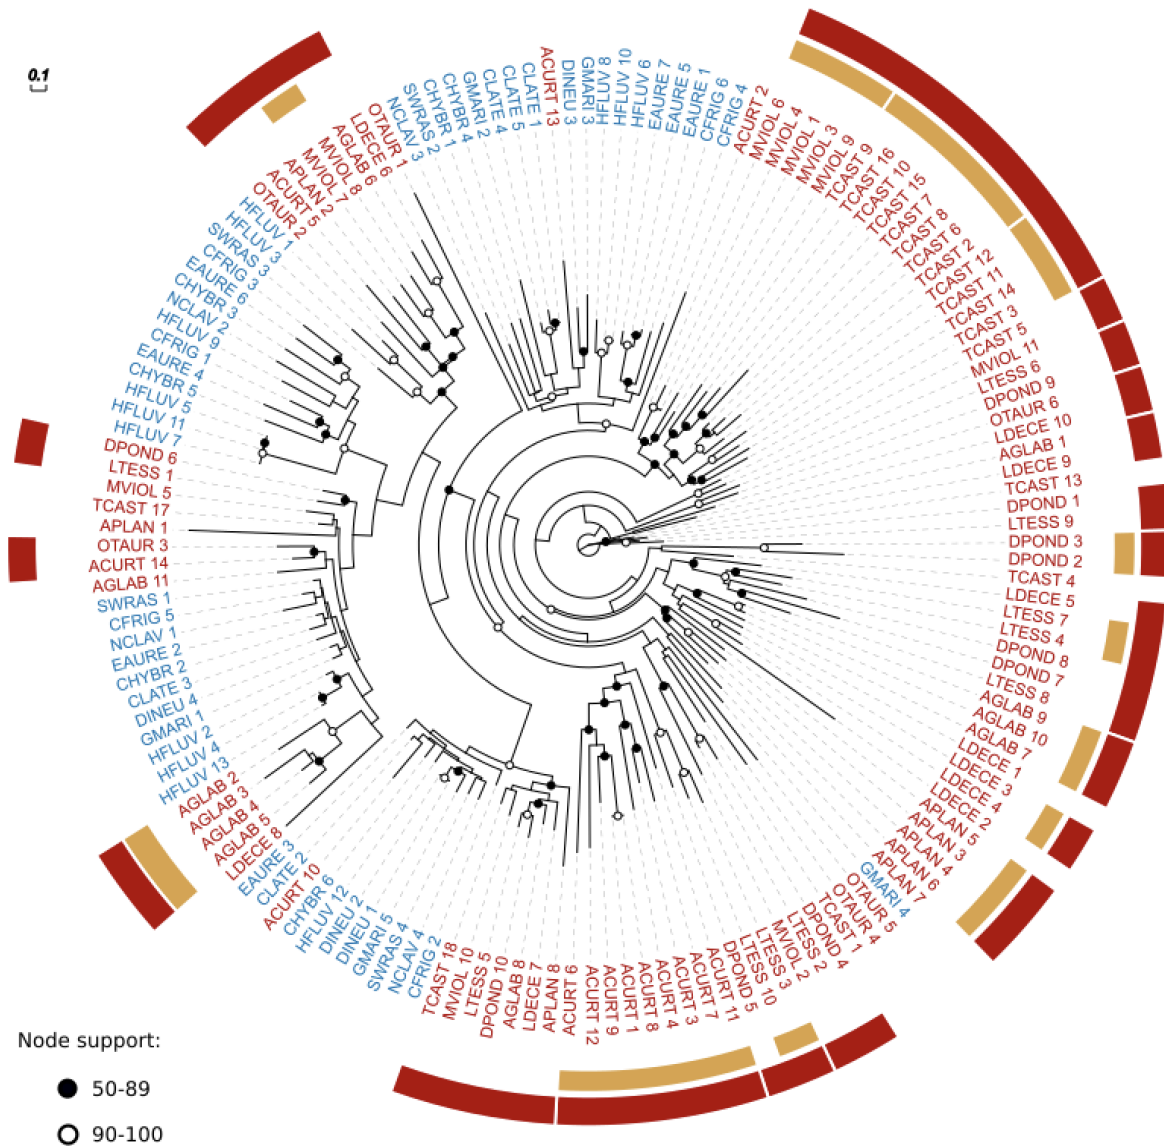 0.1
ACURT 13
DINEU 3
GMARI 3
HFLUV 8
HFLUV 10
HFLUV 6
EAURE 7
EAURE 5
EAURE 1
CFRIG 6
CFRIG 4
ACURT 2
MVIOL 6
MVIOL 4
MVIOL 1
MVIOL 3
MVIOL 9
TCAST 9
TCAST 16
TCAST 10
TCAST 15
TCAST 7
TCAST 8
TCAST 6
TCAST 2
TCAST 12
TCAST 11
TCAST 14
TCAST 3
TCAST 5
MVIOL 11
LTESS 6
DPOND 9
OTAUR 6
LDECE 10
AGLAB 1
LDECE 9
TCAST 13
DPOND 1
LTESS 9
DPOND 3
DPOND 2
TCAST 4
LDECE 5
LTESS 7
LTESS 4
DPOND 8
DPOND 7
LTESS 8
AGLAB 9
AGLAB 10
AGLAB 7
LDECE 1
LDECE 3
LDECE 4
LDECE 2
APLAN 5
APLAN 3
APLAN 4
APLAN 6
APLAN 7
GMARI 4
OTAUR 5
OTAUR 4
TCAST 1
DPOND 4
LTESS 2
MVIOL 2
LTESS 3
LTESS 10
DPOND 5
ACURT 11
ACURT 7
ACURT 3
ACURT 4
ACURT 8
ACURT 1
ACURT 9
ACURT 12
ACURT 6
APLAN 8
LDECE 7
AGLAB 8
DPOND 10
LTESS 5
MVIOL 10
TCAST 18
CFRIG 2
NCLAV 4
SWRAS 4
GMARI 5
DINEU 1
DINEU 2
HFLUV 12
CHYBR 6
ACURT 10
CLATE 2
EAURE 3
LDECE 8
AGLAB 5
AGLAB 4
AGLAB 3
AGLAB 2
HFLUV 13
HFLUV 4
HFLUV 2
GMARI 1
DINEU 4
CLATE 3
CHYBR 2
EAURE 2
NCLAV 1
CFRIG 5
SWRAS 1
AGLAB 11
ACURT 14
OTAUR 3
APLAN 1
TCAST 17
MVIOL 5
LTESS 1
DPOND 6
HFLUV 7
HFLUV 11
HFLUV 5
CHYBR 5
EAURE 4
CFRIG 1
HFLUV 9
NCLAV 2
CHYBR 3
EAURE 6
CFRIG 3
SWRAS 3
HFLUV 3
HFLUV 1
OTAUR 2
ACURT 5
APLAN 2
MVIOL 7
MVIOL 8
AGLAB 6
LDECE 6
OTAUR 1
NCLAV 3
SWRAS 2
CHYBR 1
CHYBR 4
GMARI 2
CLATE 4
CLATE 5
CLATE 1
Node support:
50-89
90-100